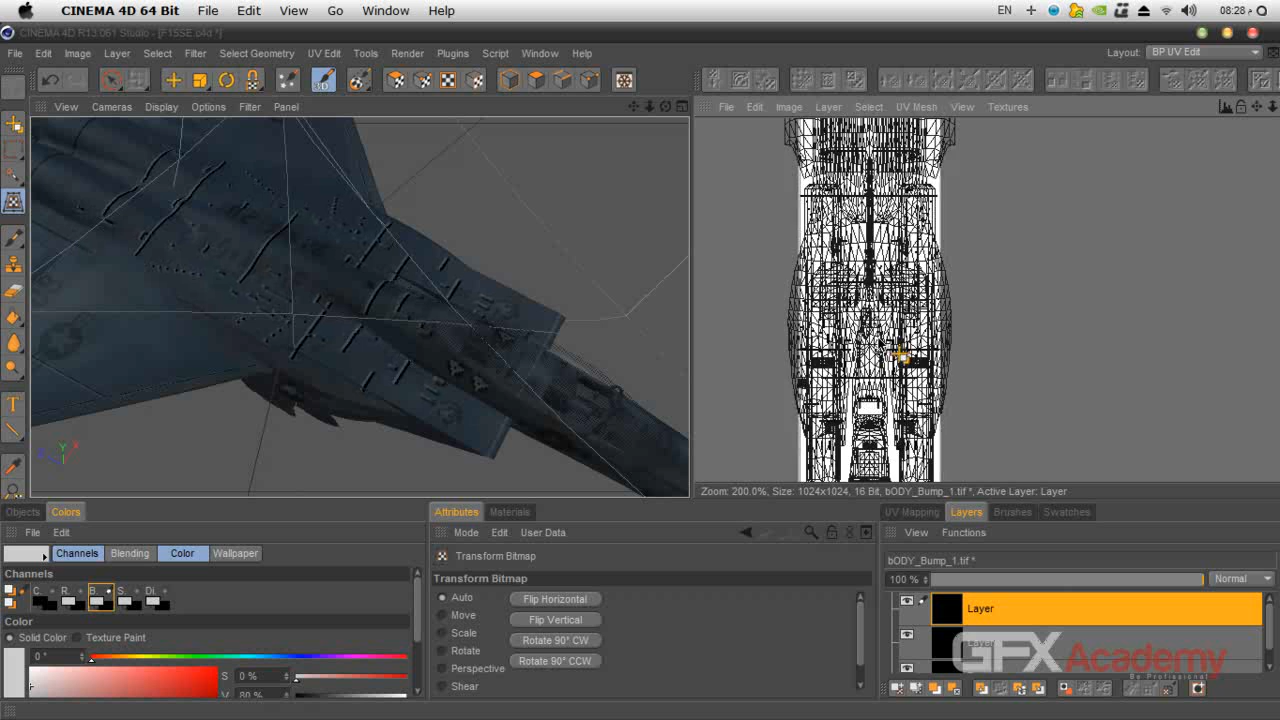 CINEMA 4D 64 Bit File Edit View Go Window Help EN 08:28 م
CINEMA 4D R13.061 Studio - [F15SE.c4d *]
File Edit Image Layer Select Filter Select Geometry UV Edit Tools Render Plugins Script Window Help Layout: BP UV Edit
3D
View Cameras Display Options Filter Panel
File Edit Image Layer Select UV Mesh View Textures
Y X
Zoom: 200.0%, Size: 1024x1024, 16 Bit, bODY_Bump_1.tif *, Active Layer: Layer
Objects Colors
File Edit
Channels Blending Color Wallpaper
Channels
C. R. B. S. Di.
Color
Solid Color Texture Paint
0 °
S 0 %
V 80 %
Attributes Materials
Mode Edit User Data
Transform Bitmap
Transform Bitmap
Auto Flip Horizontal
Move Flip Vertical
Scale Rotate 90° CW
Rotate Rotate 90° CCW
Perspective
Shear
UV Mapping Layers Brushes Swatches
View Functions
bODY_Bump_1.tif *
100 % Normal
Layer
Layer
GFX Academy
Be Professional